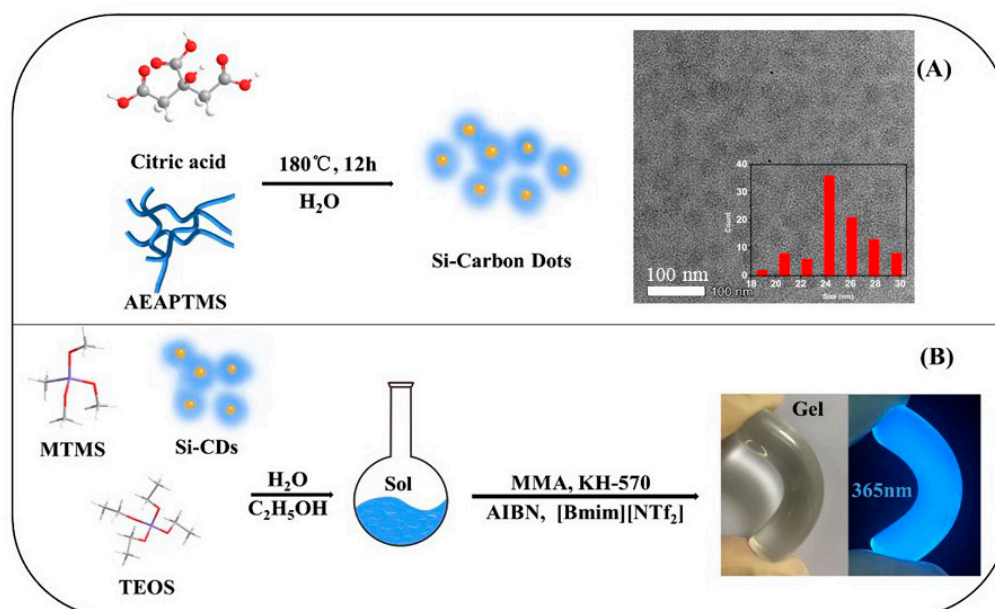 (A)
Citric acid
AEAPTMS
180℃, 12h
H₂O
Si-Carbon Dots
40
30
20
10
0
Count
18 20 22 24 26 28 30
Size (nm)
100 nm
100 nm
(B)
MTMS
Si-CDs
TEOS
H₂O
C₂H₅OH
Sol
MMA, KH-570
AIBN, [Bmim][NTf₂]
Gel
365nm